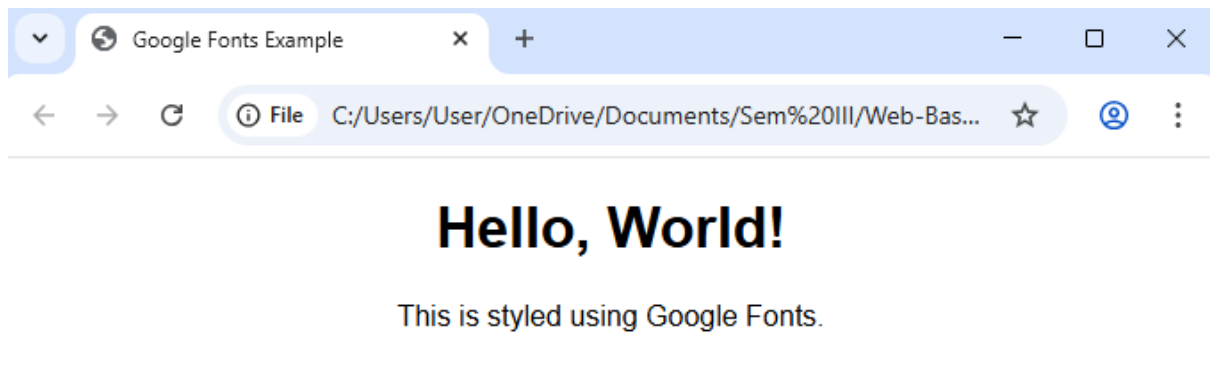 Google Fonts Example
File C:/Users/User/OneDrive/Documents/Sem%20III/Web-Bas...
Hello, World!
This is styled using Google Fonts.